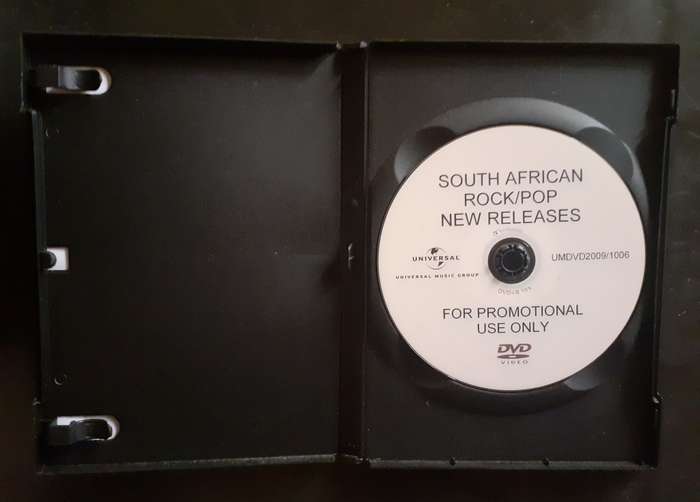 SOUTH AFRICAN
ROCK/POP
NEW RELEASES
UNIVERSAL
UNIVERSAL MUSIC GROUP
UMDVD2009/1006
FOR PROMOTIONAL
USE ONLY
DVD
VIDEO